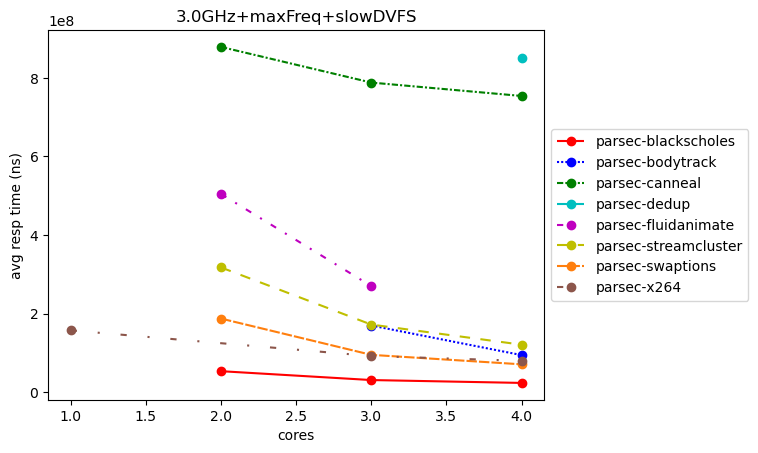 3.0GHz+maxFreq+slowDVFS
1e8
8
6
4
2
0
avg resp time (ns)
1.0 1.5 2.0 2.5 3.0 3.5 4.0
cores
parsec-blackscholes
parsec-bodytrack
parsec-canneal
parsec-dedup
parsec-fluidanimate
parsec-streamcluster
parsec-swaptions
parsec-x264